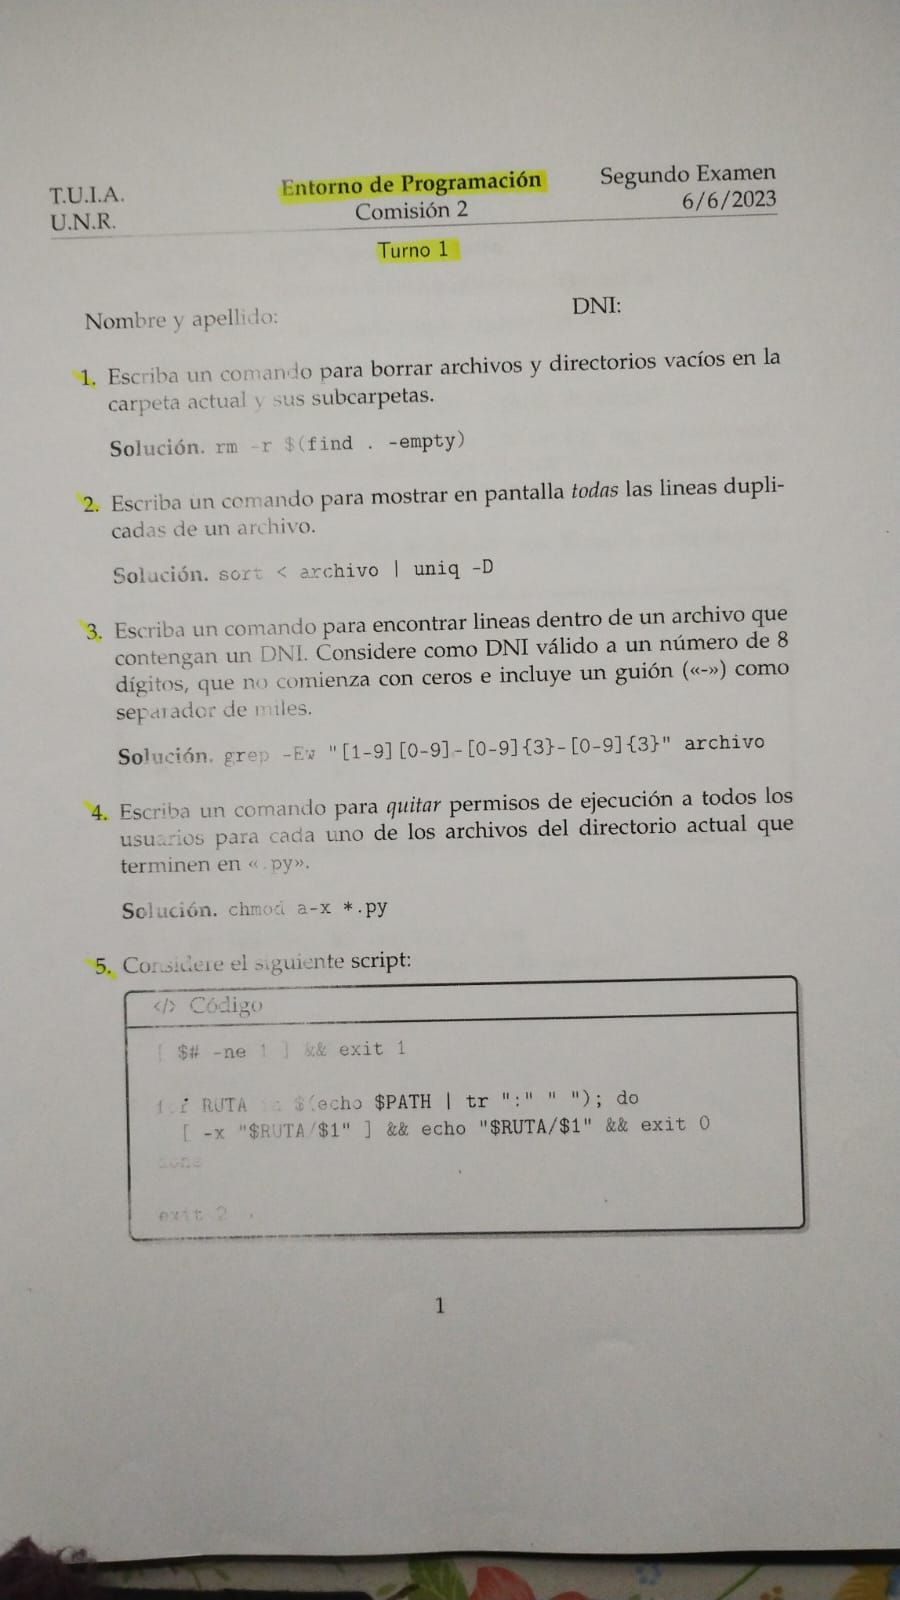 T.U.I.A.
U.N.R.
Entorno de Programación
Comisión 2
Segundo Examen
6/6/2023
Turno 1
Nombre y apellido:
DNI:
1. Escriba un comando para borrar archivos y directorios vacíos en la
carpeta actual y sus subcarpetas.
Solución. rm -r $(find . -empty)
2. Escriba un comando para mostrar en pantalla todas las lineas dupli-
cadas de un archivo.
Solución. sort < archivo | uniq -D
3. Escriba un comando para encontrar lineas dentro de un archivo que
contengan un DNI. Considere como DNI válido a un número de 8
dígitos, que no comienza con ceros e incluye un guión («-») como
separador de miles.
Solución. grep -Ew "[1-9][0-9]-[0-9]{3}-[0-9]{3}" archivo
4. Escriba un comando para quitar permisos de ejecución a todos los
usuarios para cada uno de los archivos del directorio actual que
terminen en «.py».
Solución. chmod a-x *.py
5. Considere el siguiente script:
</> Código
[ $# -ne 1 ] && exit 1
for RUTA in $(echo $PATH | tr ":" " "); do
[ -x "$RUTA/$1" ] && echo "$RUTA/$1" && exit 0
done
exit 2
1